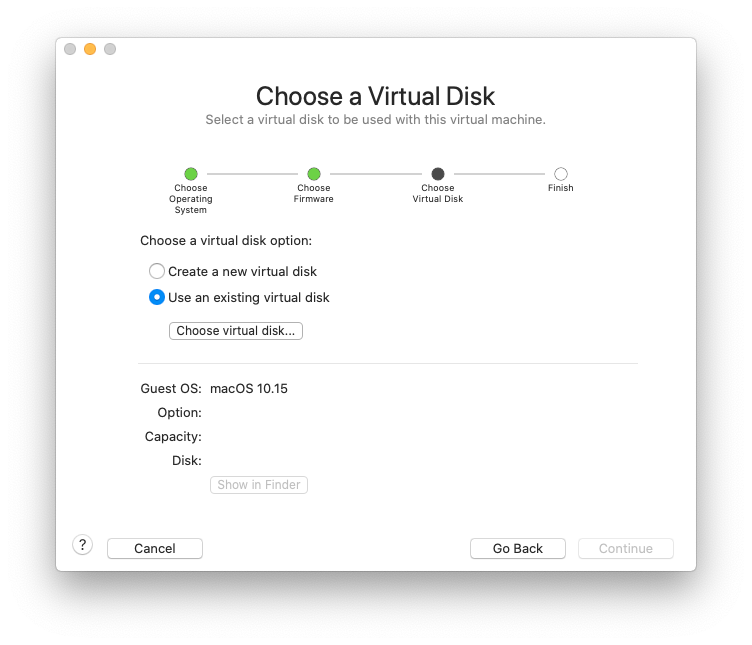 Choose a Virtual Disk
Select a virtual disk to be used with this virtual machine.
Choose
Operating
System
Choose
Firmware
Choose
Virtual Disk
Finish
Choose a virtual disk option:
Create a new virtual disk
Use an existing virtual disk
Choose virtual disk...
Guest OS: macOS 10.15
Option:
Capacity:
Disk:
Show in Finder
? Cancel Go Back Continue